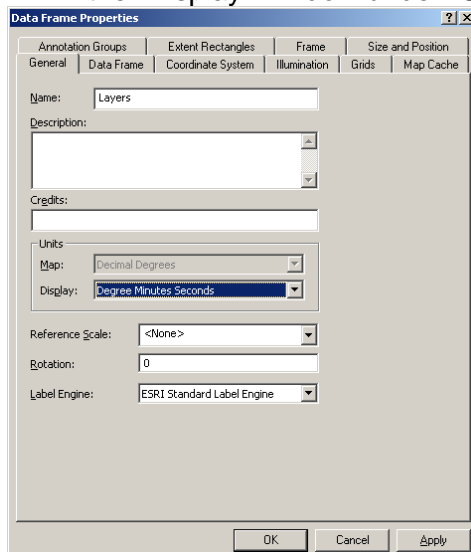 Data Frame Properties
Annotation Groups Extent Rectangles Frame Size and Position
General Data Frame Coordinate System Illumination Grids Map Cache
Name: Layers
Description:
Credits:
Units
Map: Decimal Degrees
Display: Degree Minutes Seconds
Reference Scale: <None>
Rotation: 0
Label Engine: ESRI Standard Label Engine
OK Cancel Apply